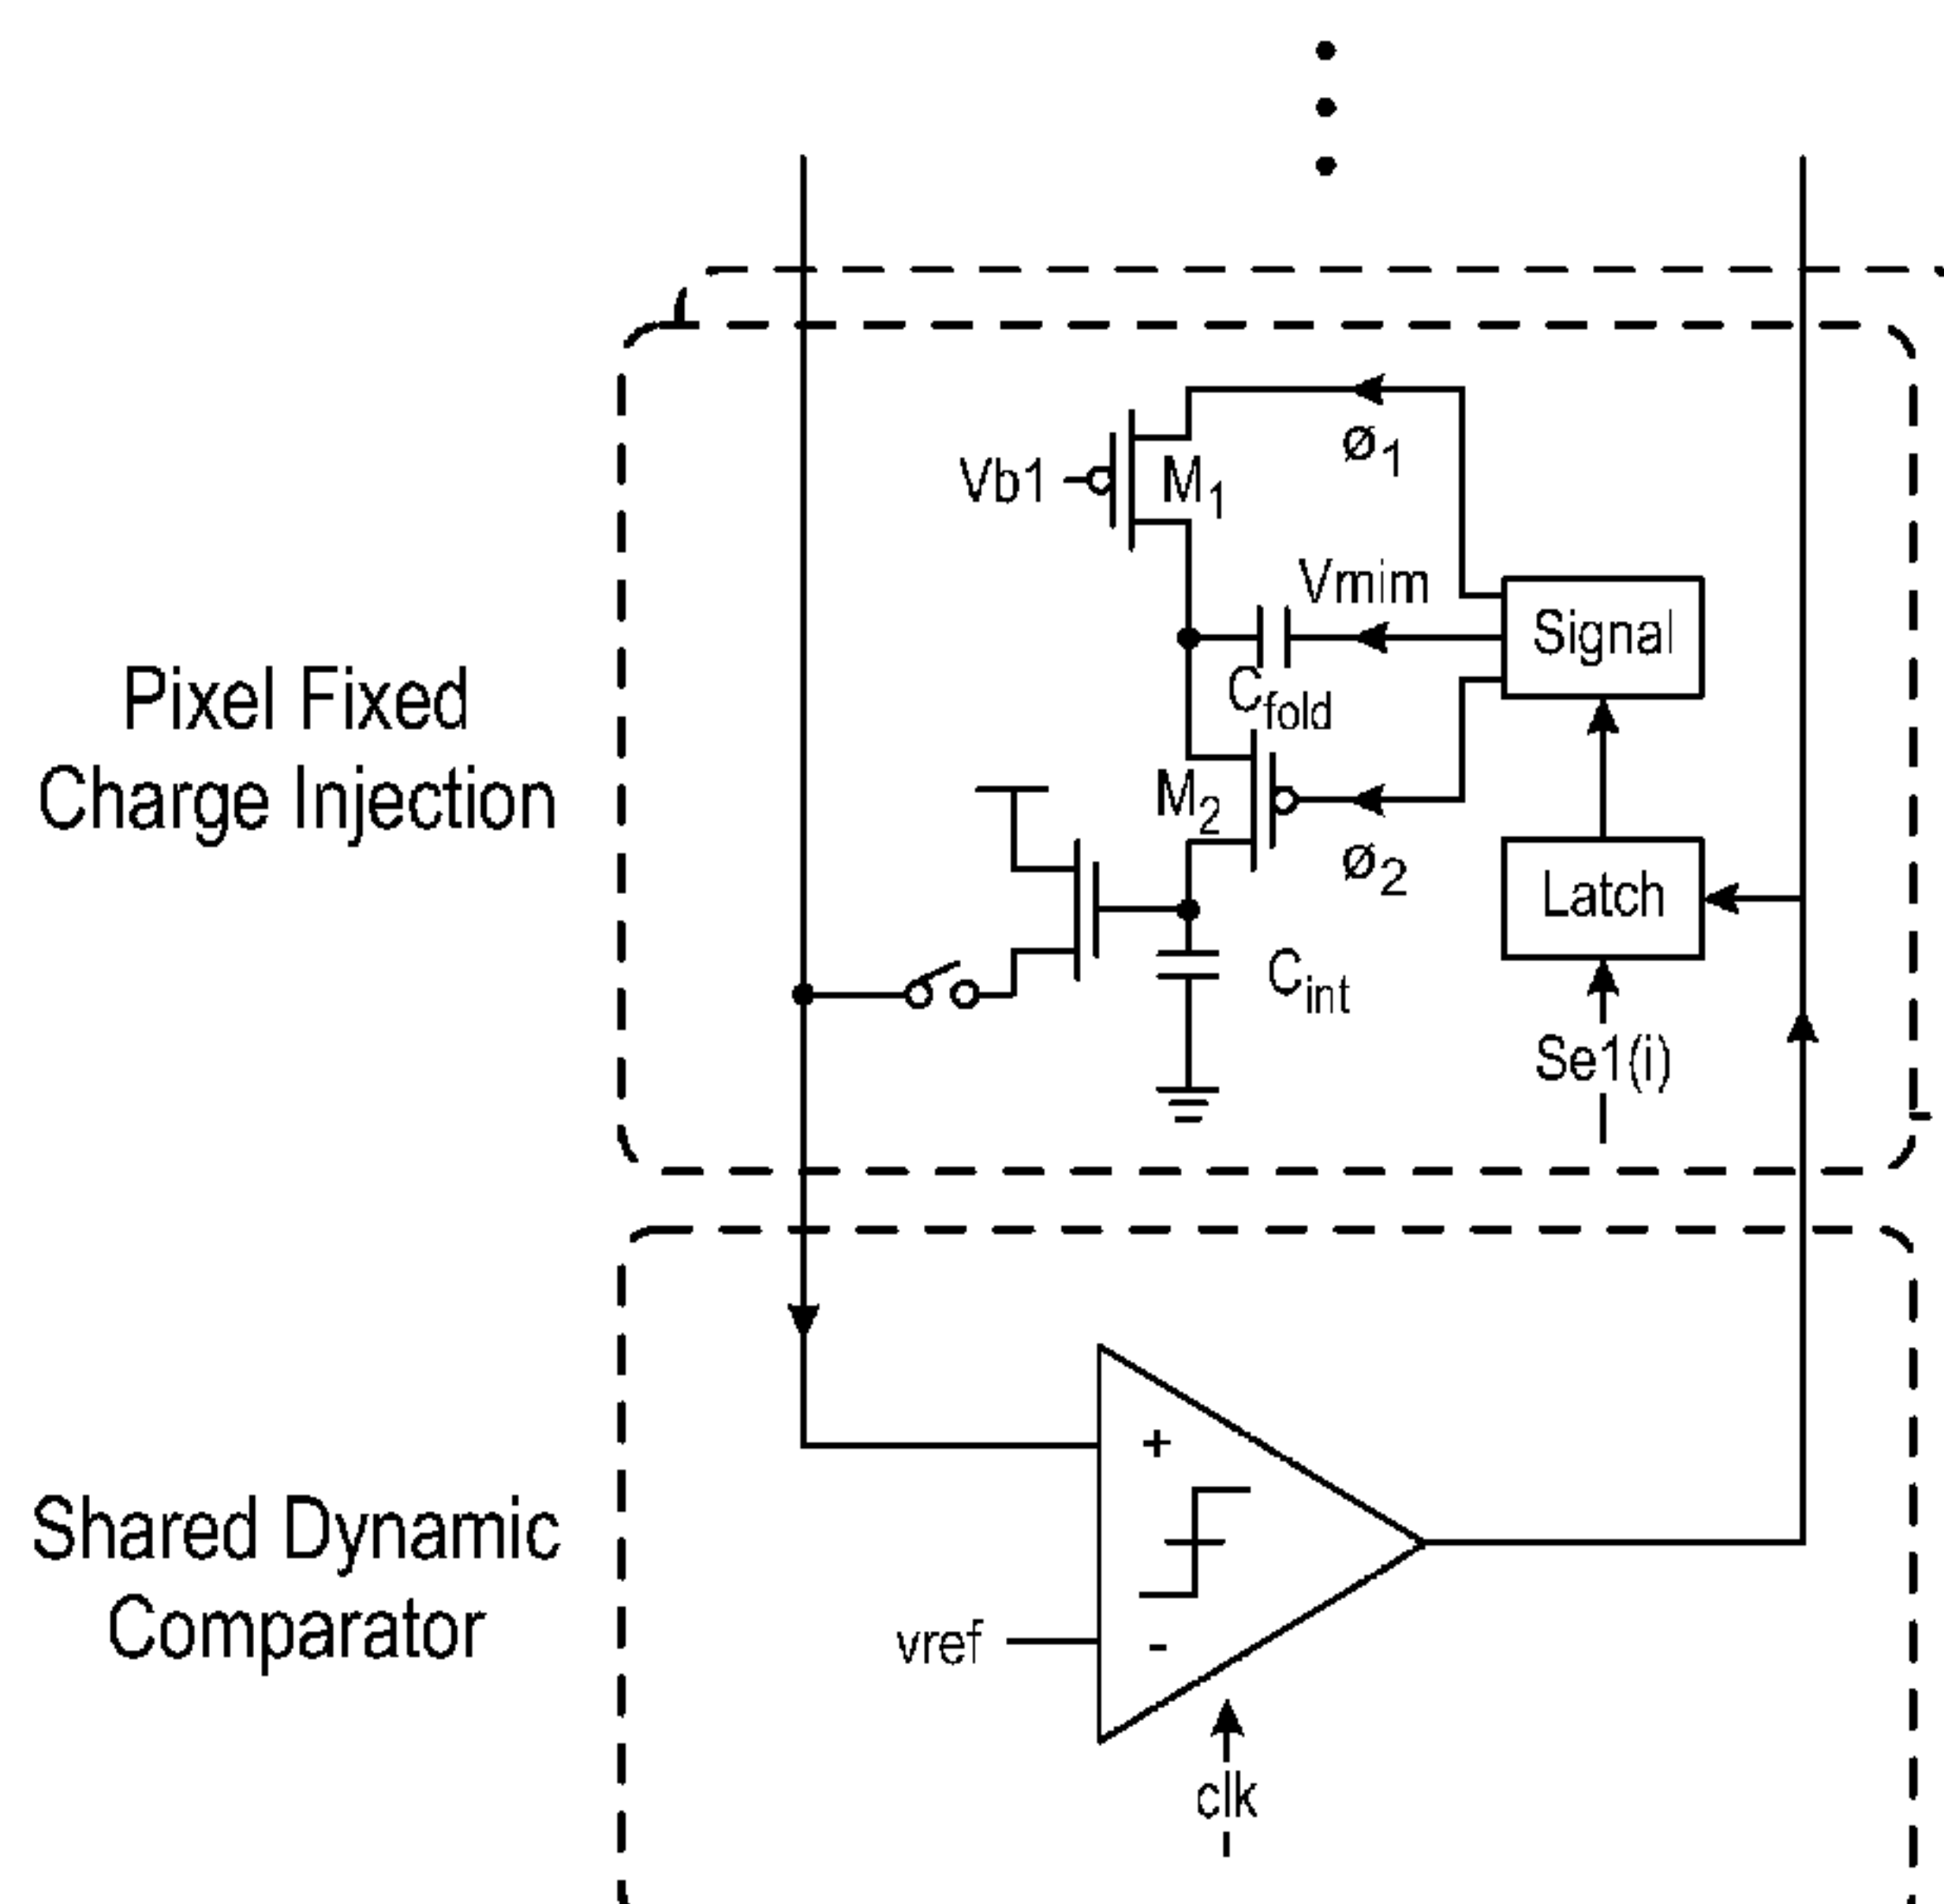 Vb1
M1
ø1
Vmim
Signal
Cfold
Pixel Fixed
Charge Injection
M2
ø2
Latch
Cint
Se1(i)
+
Shared Dynamic
Comparator
vref
-
clk